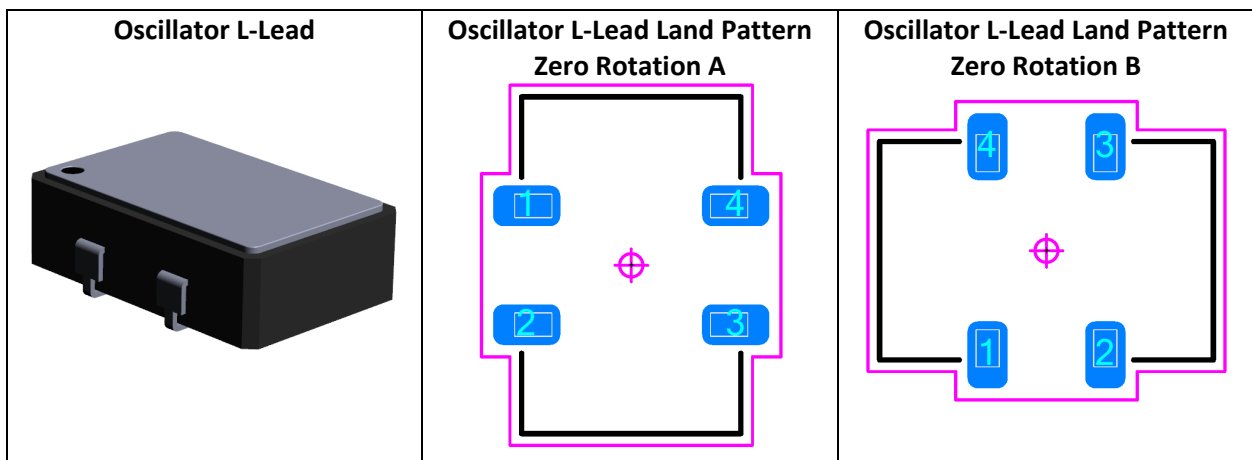 Oscillator L-Lead
Oscillator L-Lead Land Pattern
Zero Rotation A
Oscillator L-Lead Land Pattern
Zero Rotation B
1
4
2
3
4
3
1
2